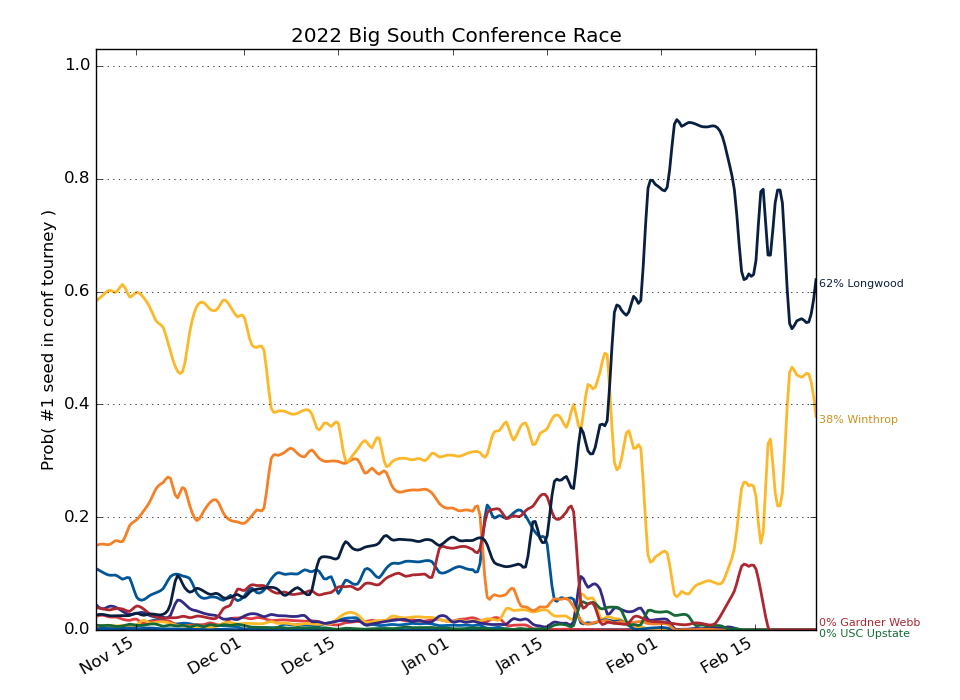 2022 Big South Conference Race
Prob( #1 seed in conf tourney )
1.0
0.8
0.6
0.4
0.2
0.0
62% Longwood
38% Winthrop
0% Gardner Webb
0% USC Upstate
Nov 15
Dec 01
Dec 15
Jan 01
Jan 15
Feb 01
Feb 15